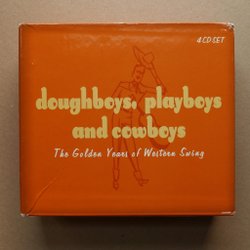 4 CD SET
doughboys, playboys
and cowboys
The Golden Years of Western Swing